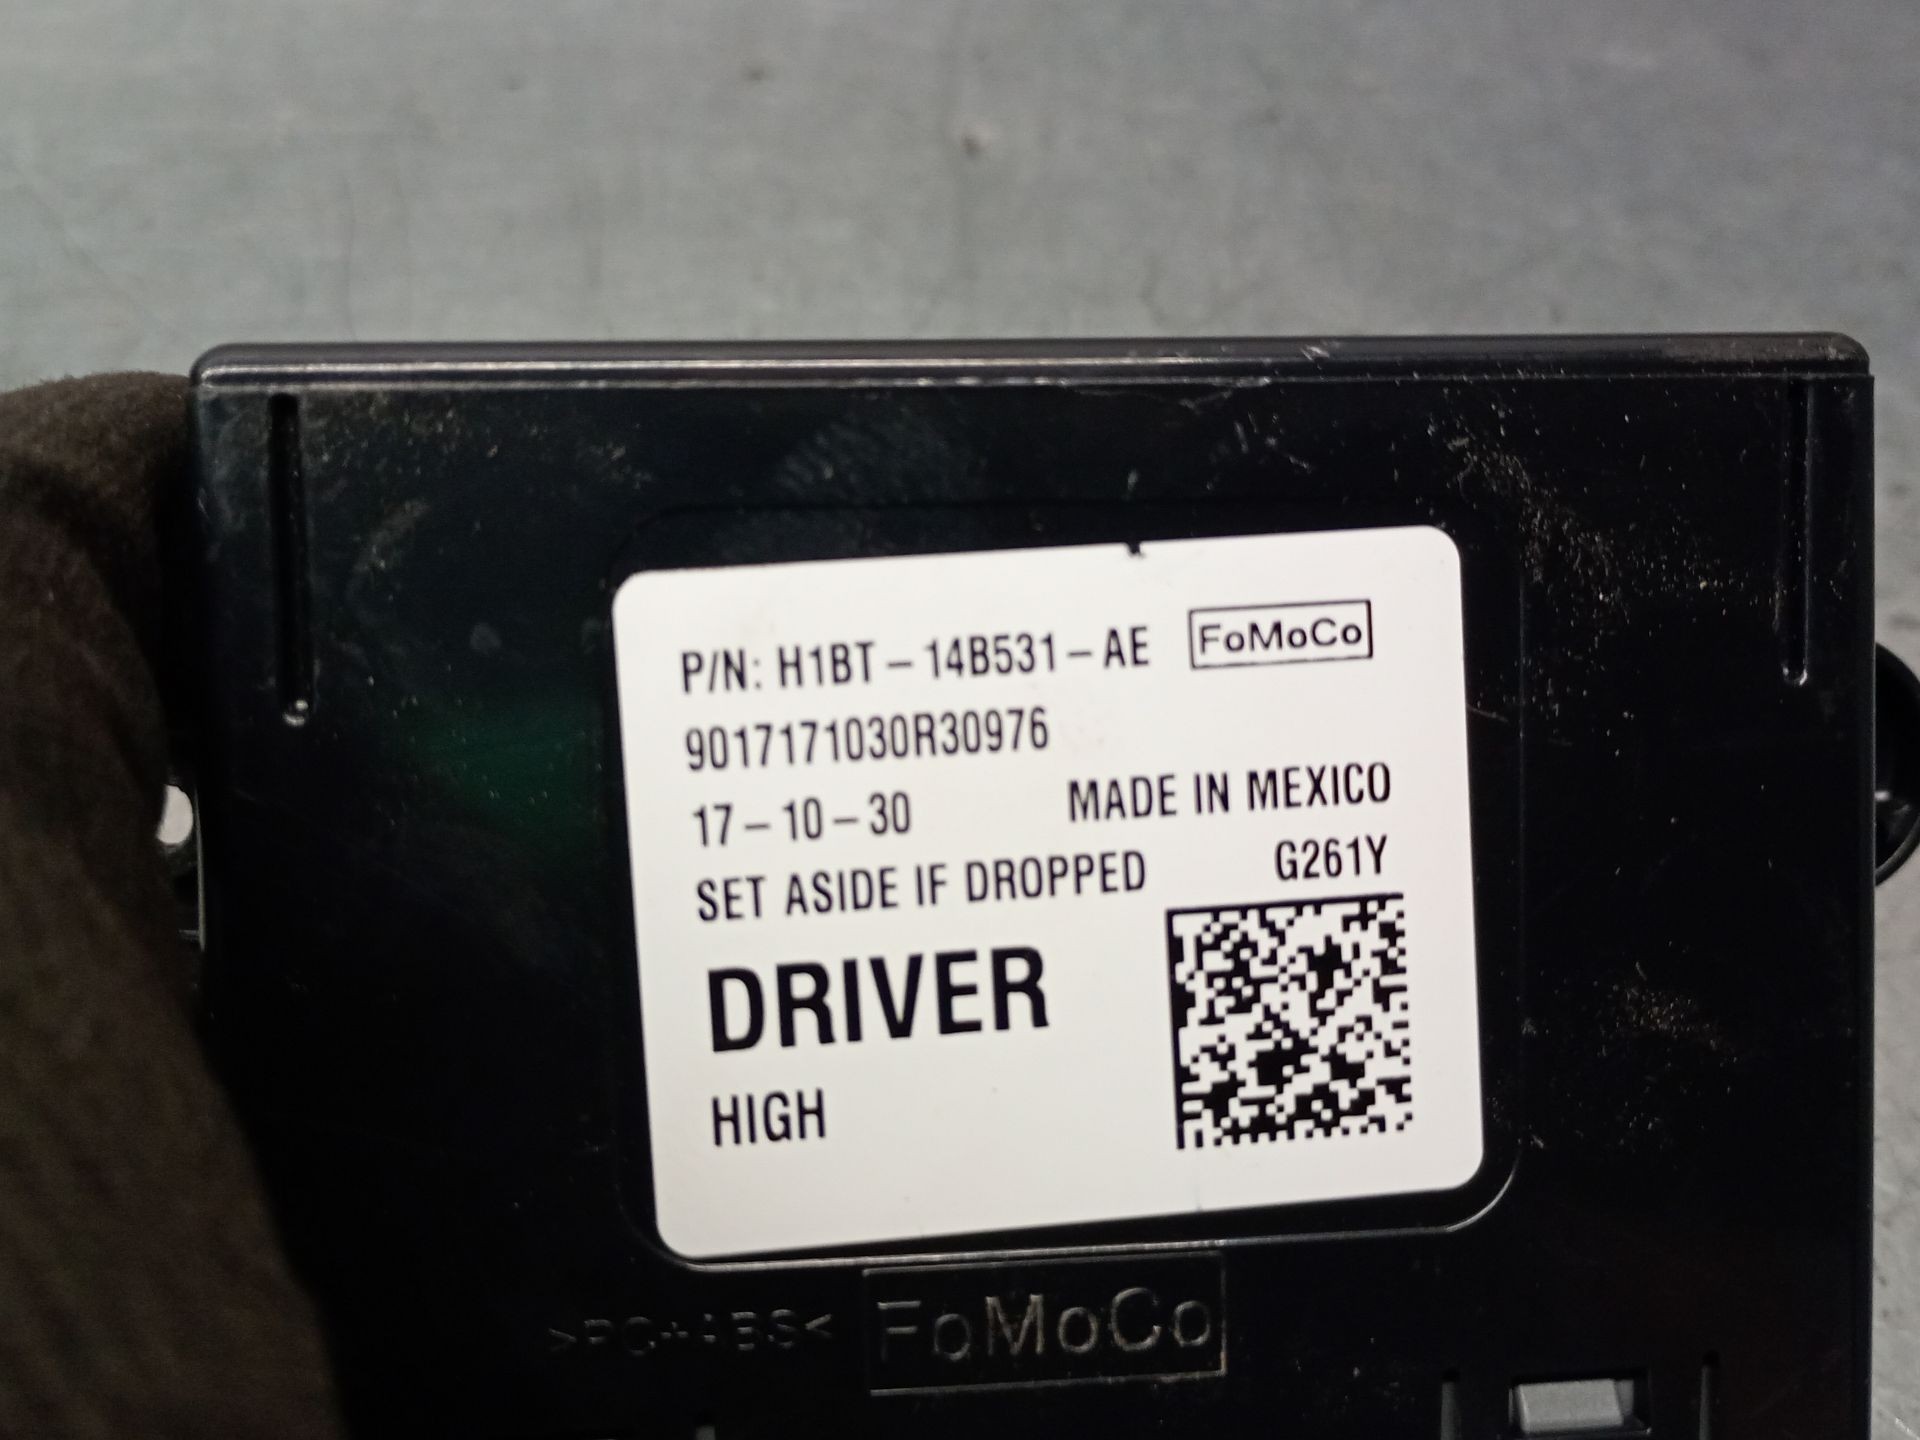 P/N: H1BT-14B531-AE FoMoCo
9017171030R30976
17-10-30 MADE IN MEXICO
SET ASIDE IF DROPPED G261Y
DRIVER
HIGH
>PC+ABS< FoMoCo